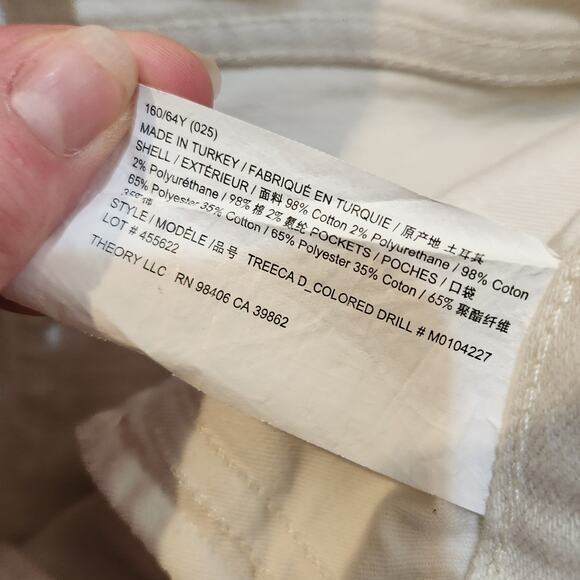 160/64Y (025)
MADE IN TURKEY / FABRIQUÉ EN TURQUIE / 原产地 土耳其
SHELL / EXTÉRIEUR / 面料 98% Cotton 2% Polyurethane / 98% Coton
2% Polyuréthane / 98% 棉 2% 氨纶 POCKETS / POCHES / 口袋
65% Polyester 35% Cotton / 65% Polyester 35% Coton / 65% 聚酯纤维
35% 棉
STYLE / MODÈLE / 品号 TREECA D_COLORED DRILL # M0104227
LOT # 455622
THEORY LLC RN 98406 CA 39862